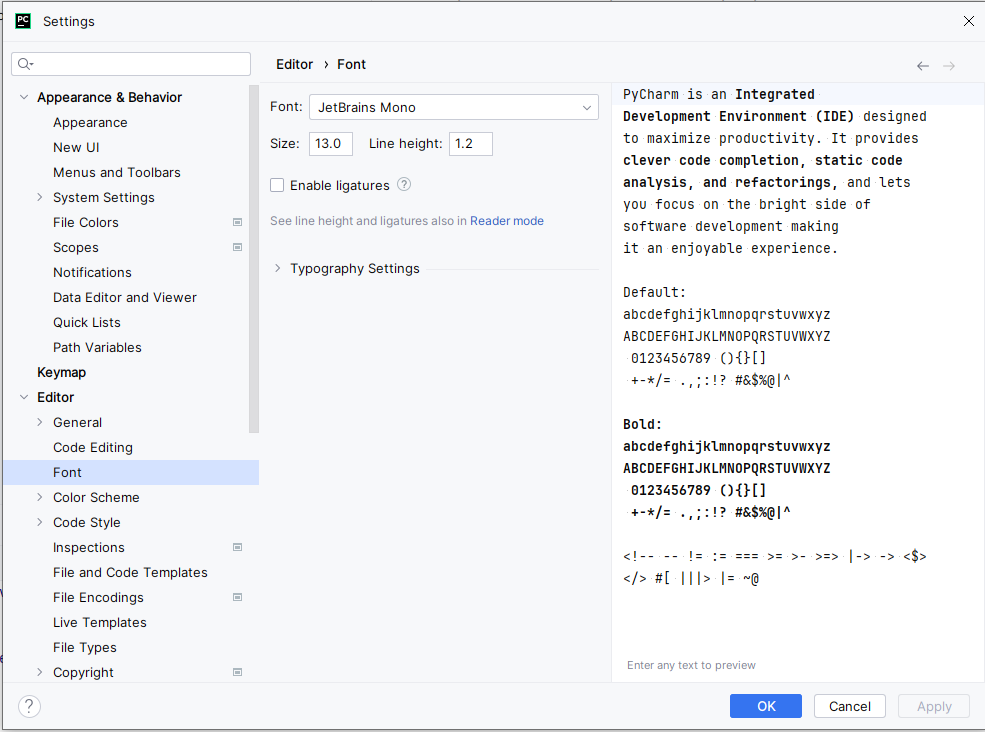 PC
Settings
Appearance & Behavior
Appearance
New UI
Menus and Toolbars
System Settings
File Colors
Scopes
Notifications
Data Editor and Viewer
Quick Lists
Path Variables
Keymap
Editor
General
Code Editing
Font
Color Scheme
Code Style
Inspections
File and Code Templates
File Encodings
Live Templates
File Types
Copyright
?
Editor › Font
Font: JetBrains Mono
Size: 13.0 Line height: 1.2
Enable ligatures ?
See line height and ligatures also in Reader mode
Typography Settings
PyCharm is an Integrated
Development Environment (IDE) designed
to maximize productivity. It provides
clever code completion, static code
analysis, and refactorings, and lets
you focus on the bright side of
software development making
it an enjoyable experience.
Default:
abcdefghijklmnopqrstuvwxyz
ABCDEFGHIJKLMNOPQRSTUVWXYZ
0123456789 (){}[]
+-*/= .,;:!? #&$%@|^
Bold:
abcdefghijklmnopqrstuvwxyz
ABCDEFGHIJKLMNOPQRSTUVWXYZ
0123456789 (){}[]
+-*/= .,;:!? #&$%@|^
<!-- -- != := === >= >- >=> |-> -> <$>
</> #[ |||> |= ~@
Enter any text to preview
OK Cancel Apply